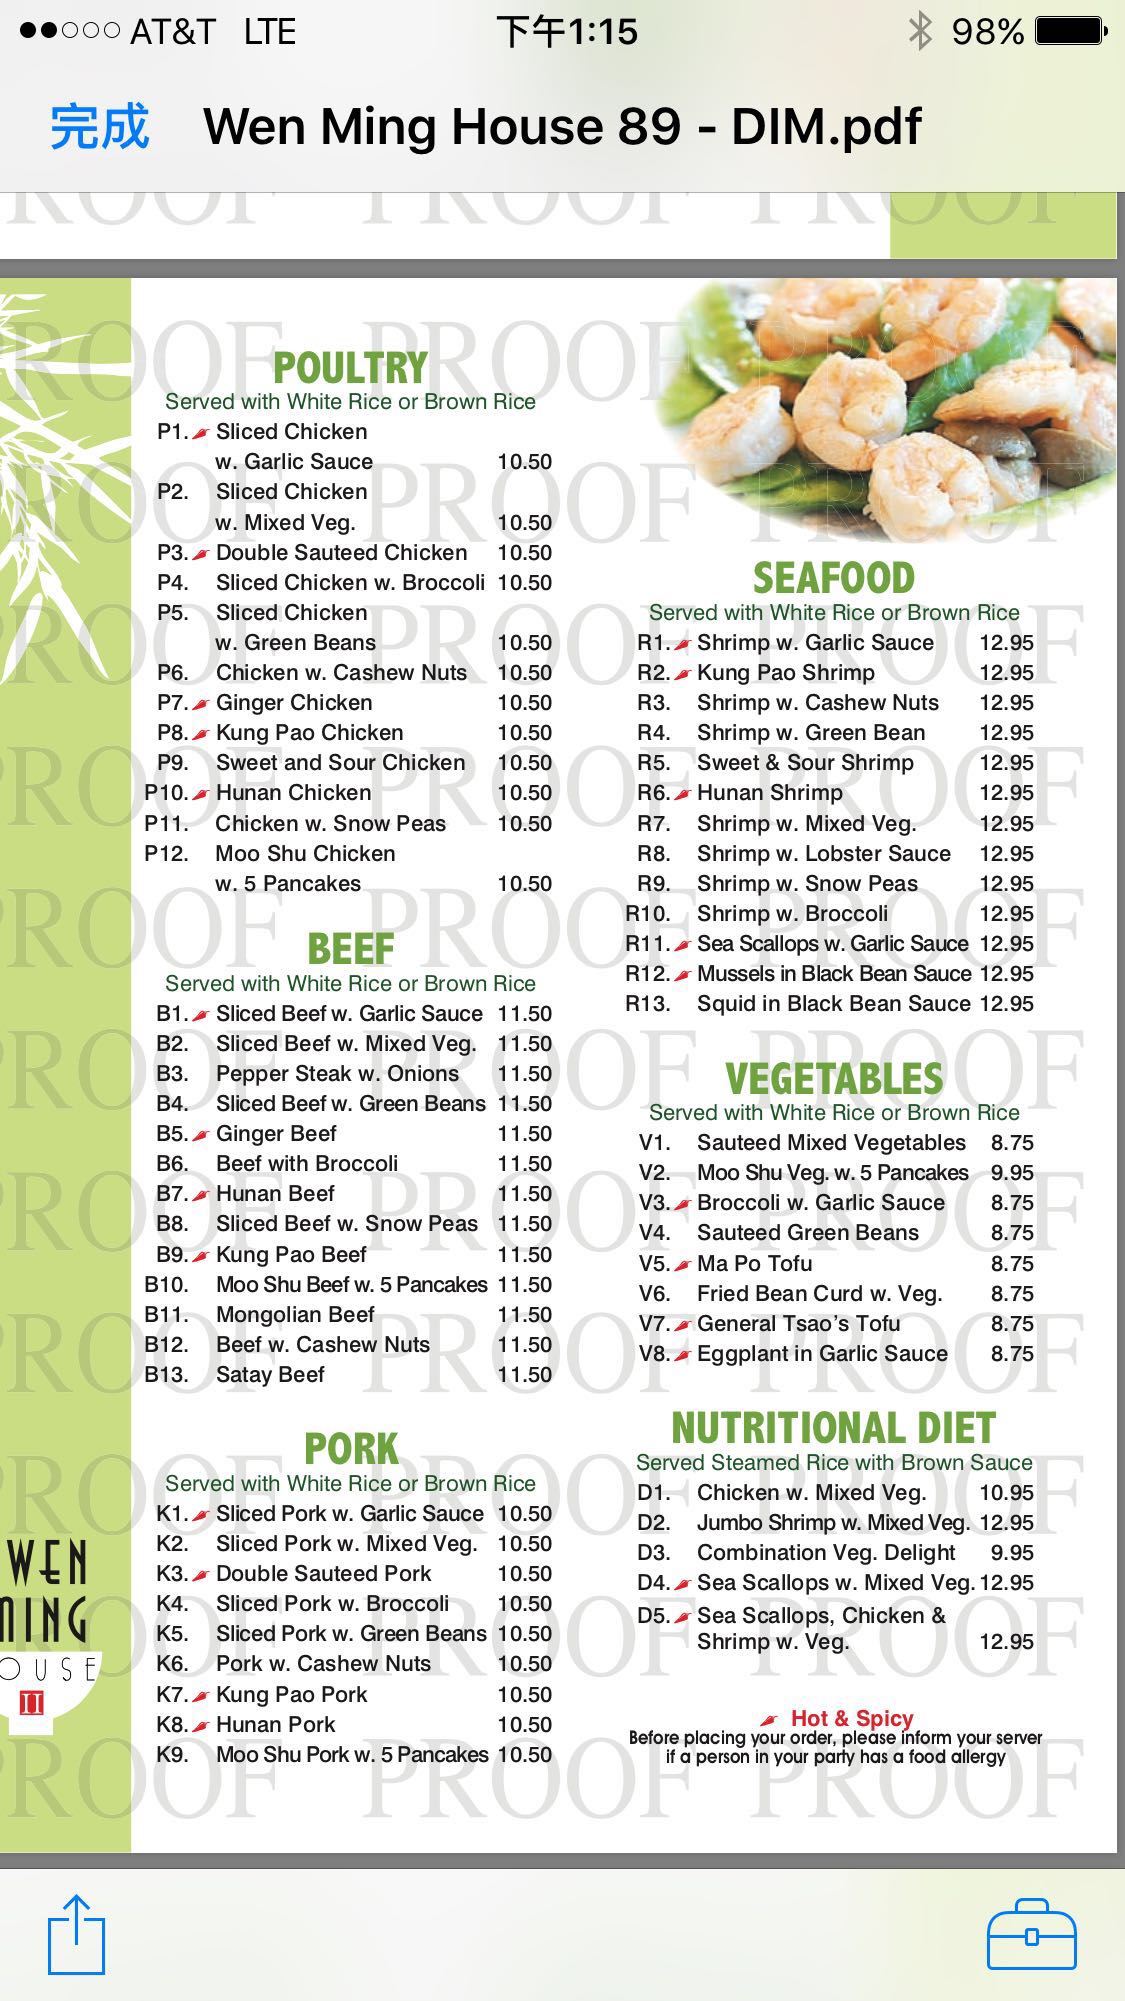 AT&T LTE 下午1:15 98%
完成 Wen Ming House 89 - DIM.pdf
PROOF PROOF PROOF
POULTRY
Served with White Rice or Brown Rice
P1. Sliced Chicken
w. Garlic Sauce 10.50
P2. Sliced Chicken
w. Mixed Veg. 10.50
P3. Double Sauteed Chicken 10.50
P4. Sliced Chicken w. Broccoli 10.50
P5. Sliced Chicken
w. Green Beans 10.50
P6. Chicken w. Cashew Nuts 10.50
P7. Ginger Chicken 10.50
P8. Kung Pao Chicken 10.50
P9. Sweet and Sour Chicken 10.50
P10. Hunan Chicken 10.50
P11. Chicken w. Snow Peas 10.50
P12. Moo Shu Chicken
w. 5 Pancakes 10.50
BEEF
Served with White Rice or Brown Rice
B1. Sliced Beef w. Garlic Sauce 11.50
B2. Sliced Beef w. Mixed Veg. 11.50
B3. Pepper Steak w. Onions 11.50
B4. Sliced Beef w. Green Beans 11.50
B5. Ginger Beef 11.50
B6. Beef with Broccoli 11.50
B7. Hunan Beef 11.50
B8. Sliced Beef w. Snow Peas 11.50
B9. Kung Pao Beef 11.50
B10. Moo Shu Beef w. 5 Pancakes 11.50
B11. Mongolian Beef 11.50
B12. Beef w. Cashew Nuts 11.50
B13. Satay Beef 11.50
PORK
Served with White Rice or Brown Rice
K1. Sliced Pork w. Garlic Sauce 10.50
K2. Sliced Pork w. Mixed Veg. 10.50
K3. Double Sauteed Pork 10.50
K4. Sliced Pork w. Broccoli 10.50
K5. Sliced Pork w. Green Beans 10.50
K6. Pork w. Cashew Nuts 10.50
K7. Kung Pao Pork 10.50
K8. Hunan Pork 10.50
K9. Moo Shu Pork w. 5 Pancakes 10.50
SEAFOOD
Served with White Rice or Brown Rice
R1. Shrimp w. Garlic Sauce 12.95
R2. Kung Pao Shrimp 12.95
R3. Shrimp w. Cashew Nuts 12.95
R4. Shrimp w. Green Bean 12.95
R5. Sweet & Sour Shrimp 12.95
R6. Hunan Shrimp 12.95
R7. Shrimp w. Mixed Veg. 12.95
R8. Shrimp w. Lobster Sauce 12.95
R9. Shrimp w. Snow Peas 12.95
R10. Shrimp w. Broccoli 12.95
R11. Sea Scallops w. Garlic Sauce 12.95
R12. Mussels in Black Bean Sauce 12.95
R13. Squid in Black Bean Sauce 12.95
VEGETABLES
Served with White Rice or Brown Rice
V1. Sauteed Mixed Vegetables 8.75
V2. Moo Shu Veg. w. 5 Pancakes 9.95
V3. Broccoli w. Garlic Sauce 8.75
V4. Sauteed Green Beans 8.75
V5. Ma Po Tofu 8.75
V6. Fried Bean Curd w. Veg. 8.75
V7. General Tsao's Tofu 8.75
V8. Eggplant in Garlic Sauce 8.75
NUTRITIONAL DIET
Served Steamed Rice with Brown Sauce
D1. Chicken w. Mixed Veg. 10.95
D2. Jumbo Shrimp w. Mixed Veg. 12.95
D3. Combination Veg. Delight 9.95
D4. Sea Scallops w. Mixed Veg. 12.95
D5. Sea Scallops, Chicken &
Shrimp w. Veg. 12.95
Hot & Spicy
Before placing your order, please inform your server
if a person in your party has a food allergy
WEN
MING
OUSE
II